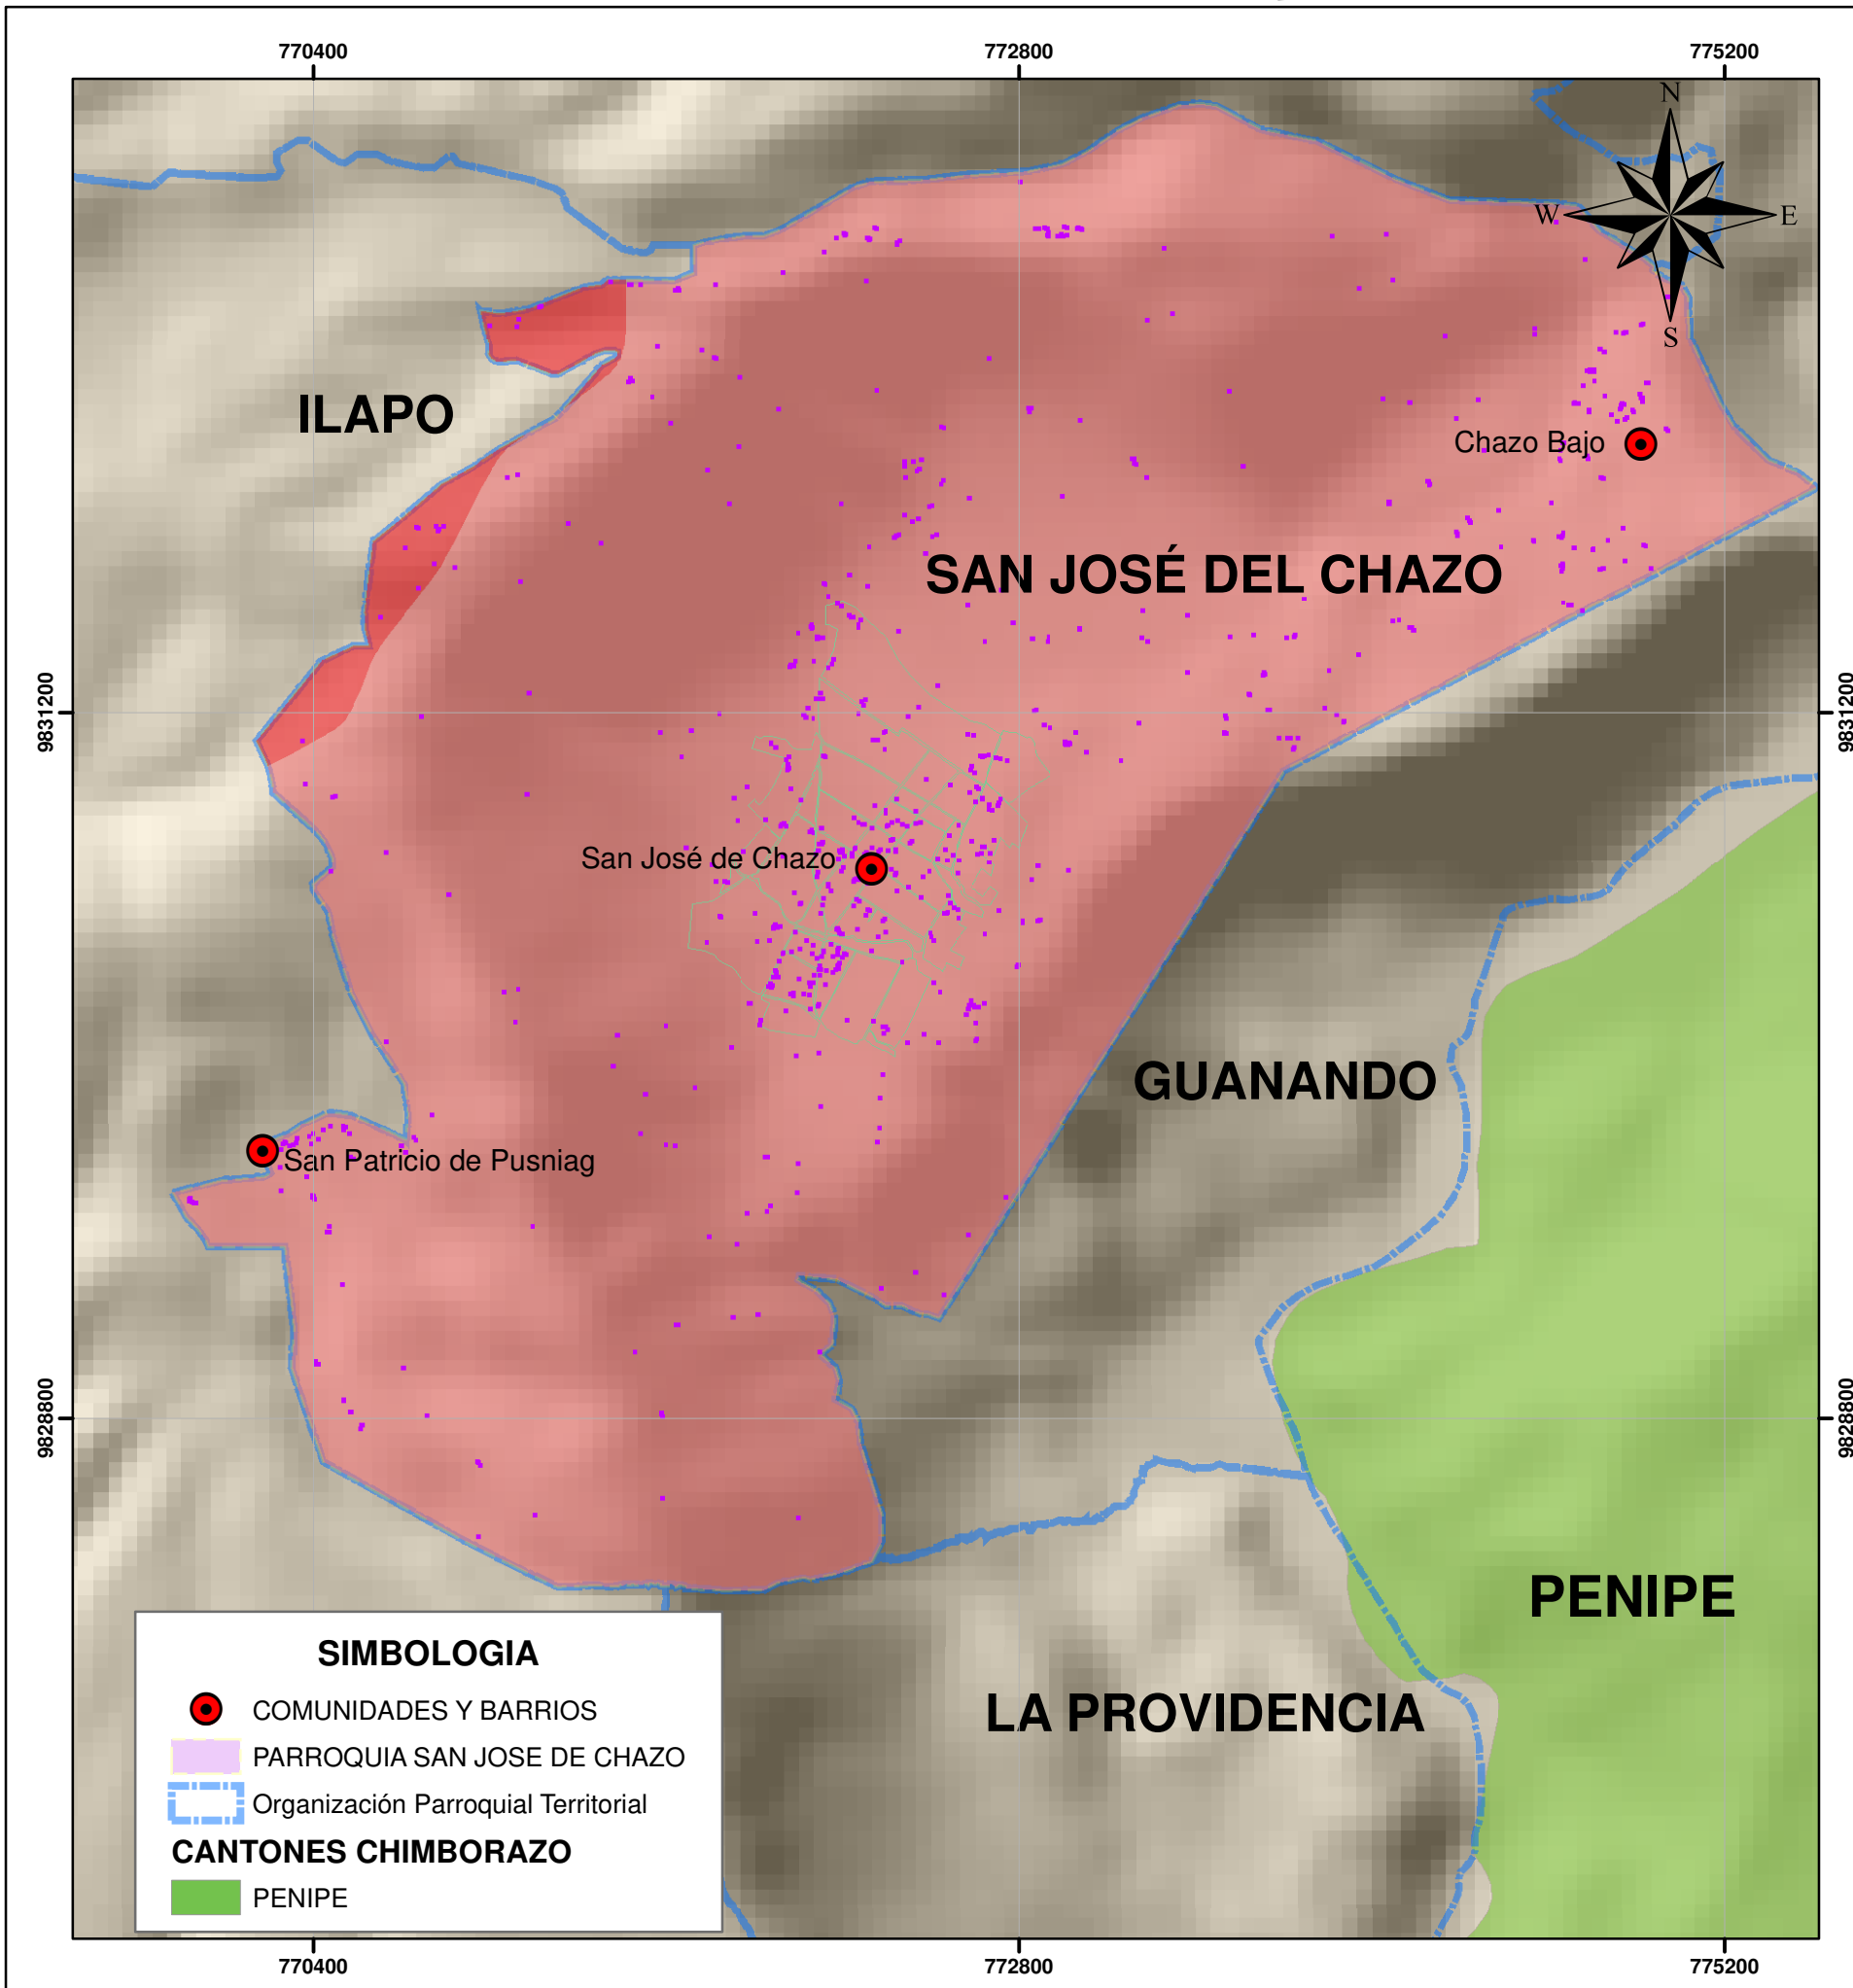 770400
772800
775200
N
W
E
S
ILAPO
Chazo Bajo
SAN JOSÉ DEL CHAZO
9831200
9831200
San José de Chazo
GUANANDO
San Patricio de Pusniag
9828800
9828800
PENIPE
LA PROVIDENCIA
SIMBOLOGIA
COMUNIDADES Y BARRIOS
PARROQUIA SAN JOSE DE CHAZO
Organización Parroquial Territorial
CANTONES CHIMBORAZO
PENIPE
770400
772800
775200